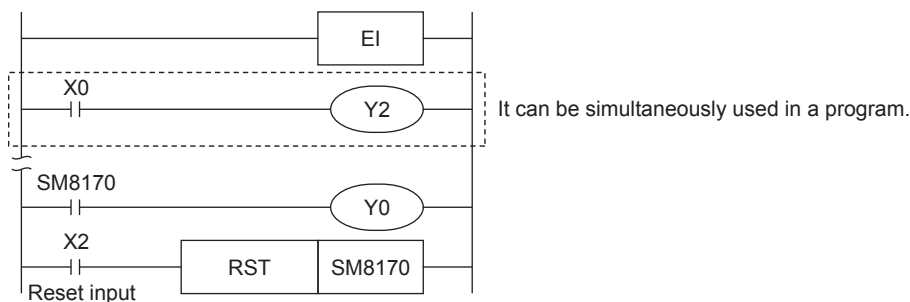 EI
X0
Y2
It can be simultaneously used in a program.
SM8170
Y0
X2
RST
SM8170
Reset input